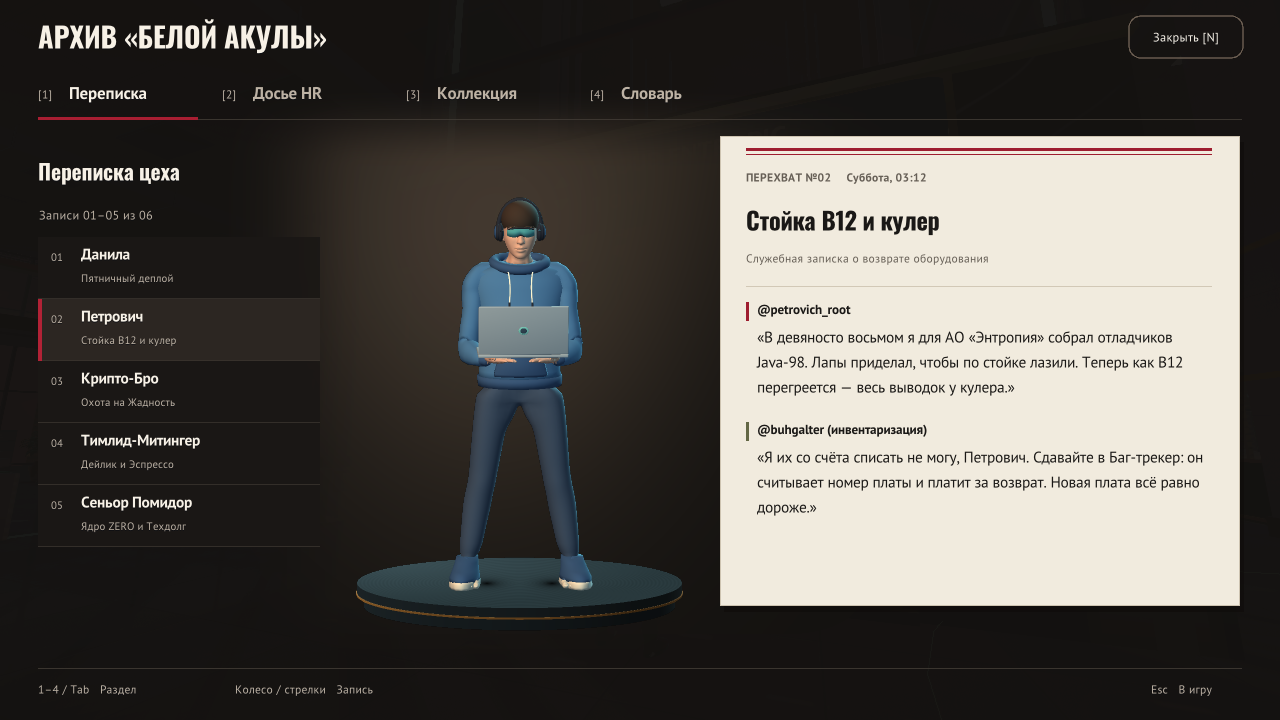 АРХИВ «БЕЛОЙ АКУЛЫ»
Закрыть [N]
[1] Переписка
[2] Досье HR
[3] Коллекция
[4] Словарь
Переписка цеха
Записи 01–05 из 06
01 Данила
Пятничный деплой
02 Петрович
Стойка B12 и кулер
03 Крипто-Бро
Охота на Жадность
04 Тимлид-Митингер
Дейлик и Эспрессо
05 Сеньор Помидор
Ядро ZERO и Техдолг
ПЕРЕХВАТ №02 Суббота, 03:12
Стойка B12 и кулер
Служебная записка о возврате оборудования
@petrovich_root
«В девяносто восьмом я для АО «Энтропия» собрал отладчиков
Java-98. Лапы приделал, чтобы по стойке лазили. Теперь как B12
перегреется — весь выводок у кулера.»
@buhgalter (инвентаризация)
«Я их со счёта списать не могу, Петрович. Сдавайте в Баг-трекер: он
считывает номер платы и платит за возврат. Новая плата всё равно
дороже.»
1–4 / Tab Раздел
Колесо / стрелки Запись
Esc В игру